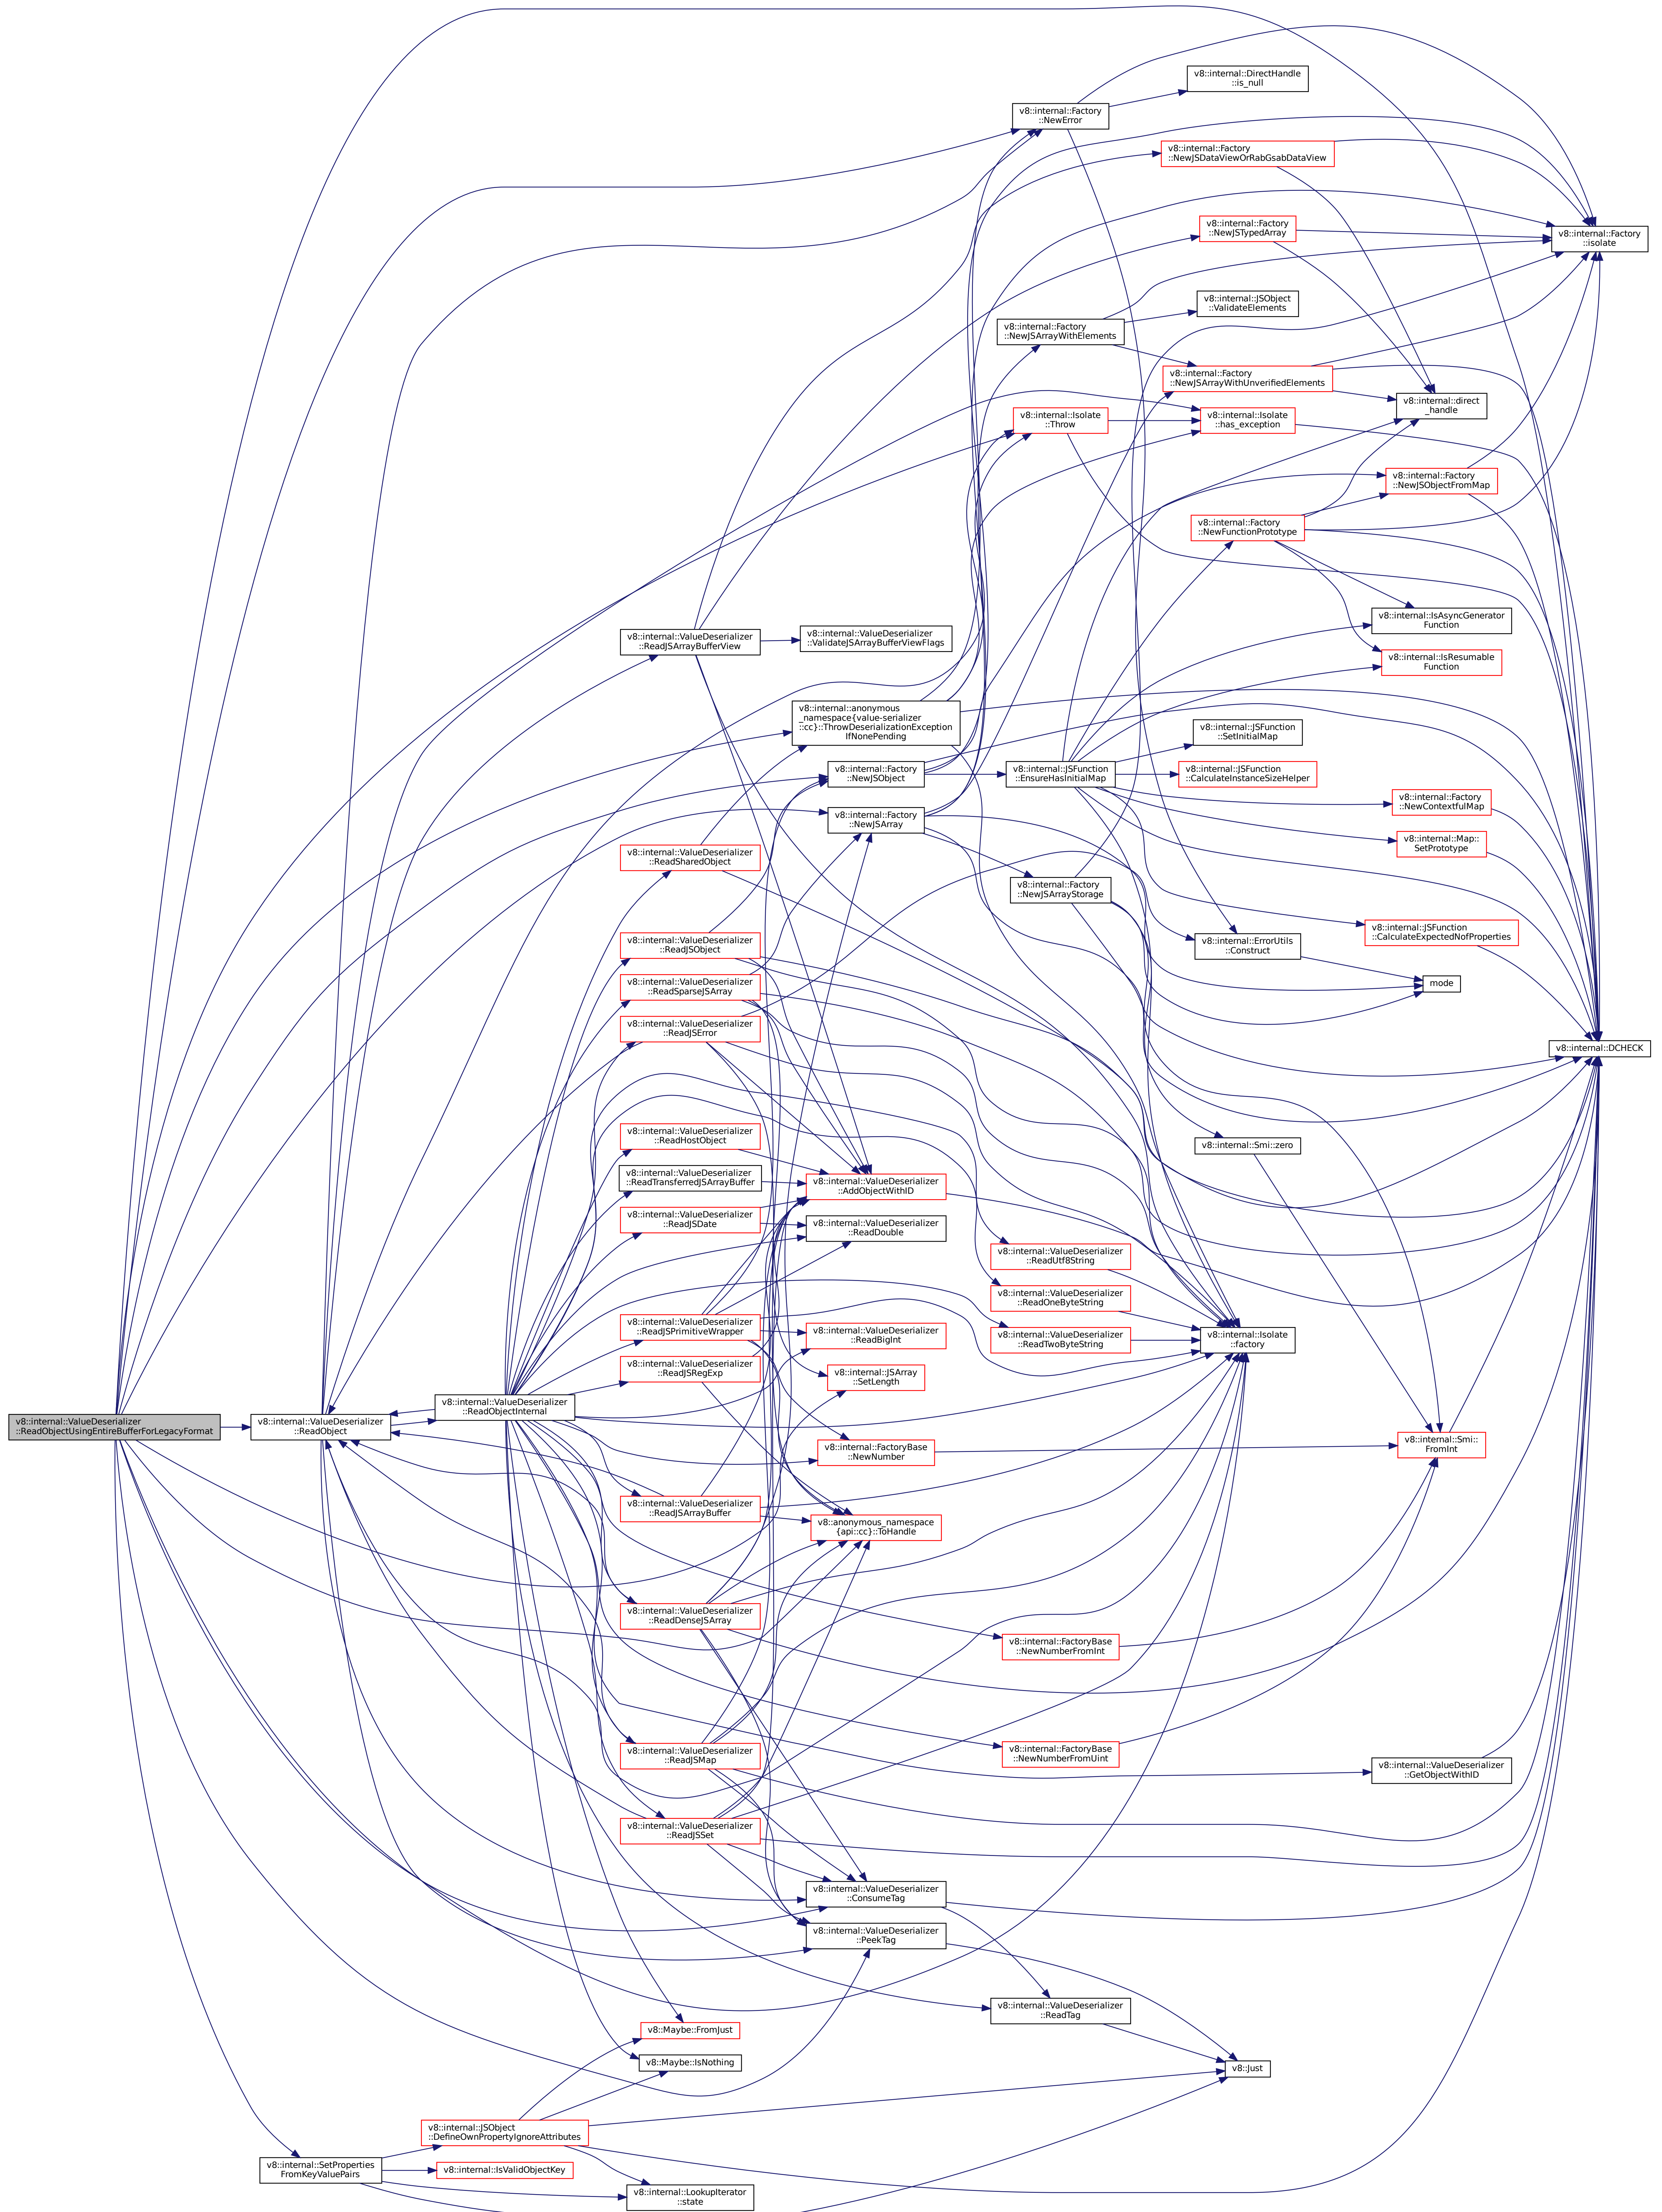 v8::internal::DirectHandle
::is_null
v8::internal::Factory
::NewError
v8::internal::Factory
::NewJSDataViewOrRabGsabDataView
v8::internal::Factory
::NewJSTypedArray
v8::internal::Factory
::isolate
v8::internal::JSObject
::ValidateElements
v8::internal::Factory
::NewJSArrayWithElements
v8::internal::Factory
::NewJSArrayWithUnverifiedElements
v8::internal::direct
_handle
v8::internal::Isolate
::Throw
v8::internal::Isolate
::has_exception
v8::internal::Factory
::NewJSObjectFromMap
v8::internal::Factory
::NewFunctionPrototype
v8::internal::IsAsyncGenerator
Function
v8::internal::ValueDeserializer
::ReadJSArrayBufferView
v8::internal::ValueDeserializer
::ValidateJSArrayBufferViewFlags
v8::internal::IsResumable
Function
v8::internal::anonymous
_namespace{value-serializer
::cc}::ThrowDeserializationException
IfNonePending
v8::internal::JSFunction
::SetInitialMap
v8::internal::Factory
::NewJSObject
v8::internal::JSFunction
::EnsureHasInitialMap
v8::internal::JSFunction
::CalculateInstanceSizeHelper
v8::internal::Factory
::NewContextfulMap
v8::internal::Factory
::NewJSArray
v8::internal::Map::
SetPrototype
v8::internal::ValueDeserializer
::ReadSharedObject
v8::internal::Factory
::NewJSArrayStorage
v8::internal::JSFunction
::CalculateExpectedNofProperties
v8::internal::ValueDeserializer
::ReadJSObject
v8::internal::ErrorUtils
::Construct
v8::internal::ValueDeserializer
::ReadSparseJSArray
mode
v8::internal::ValueDeserializer
::ReadJSError
v8::internal::DCHECK
v8::internal::ValueDeserializer
::ReadHostObject
v8::internal::Smi::zero
v8::internal::ValueDeserializer
::ReadTransferredJSArrayBuffer
v8::internal::ValueDeserializer
::AddObjectWithID
v8::internal::ValueDeserializer
::ReadJSDate
v8::internal::ValueDeserializer
::ReadDouble
v8::internal::ValueDeserializer
::ReadUtf8String
v8::internal::ValueDeserializer
::ReadOneByteString
v8::internal::ValueDeserializer
::ReadJSPrimitiveWrapper
v8::internal::ValueDeserializer
::ReadBigInt
v8::internal::ValueDeserializer
::ReadTwoByteString
v8::internal::Isolate
::factory
v8::internal::ValueDeserializer
::ReadJSRegExp
v8::internal::JSArray
::SetLength
v8::internal::ValueDeserializer
::ReadObjectUsingEntireBufferForLegacyFormat
v8::internal::ValueDeserializer
::ReadObject
v8::internal::ValueDeserializer
::ReadObjectInternal
v8::internal::FactoryBase
::NewNumber
v8::internal::Smi::
FromInt
v8::internal::ValueDeserializer
::ReadJSArrayBuffer
v8::anonymous_namespace
{api::cc}::ToHandle
v8::internal::ValueDeserializer
::ReadDenseJSArray
v8::internal::FactoryBase
::NewNumberFromInt
v8::internal::ValueDeserializer
::ReadJSMap
v8::internal::FactoryBase
::NewNumberFromUint
v8::internal::ValueDeserializer
::GetObjectWithID
v8::internal::ValueDeserializer
::ReadJSSet
v8::internal::ValueDeserializer
::ConsumeTag
v8::internal::ValueDeserializer
::PeekTag
v8::internal::ValueDeserializer
::ReadTag
v8::Maybe::FromJust
v8::Maybe::IsNothing
v8::Just
v8::internal::JSObject
::DefineOwnPropertyIgnoreAttributes
v8::internal::SetProperties
FromKeyValuePairs
v8::internal::IsValidObjectKey
v8::internal::LookupIterator
::state